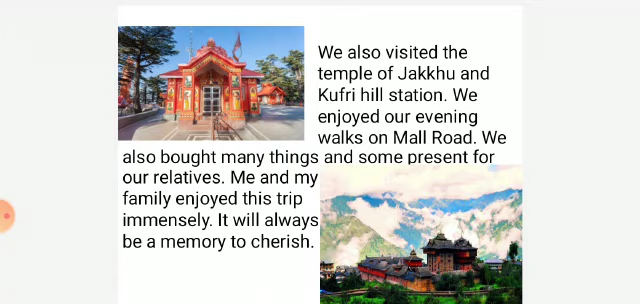 We also visited the
temple of Jakkhu and
Kufri hill station. We
enjoyed our evening
walks on Mall Road. We
also bought many things and some present for
our relatives. Me and my
family enjoyed this trip
immensely. It will always
be a memory to cherish.